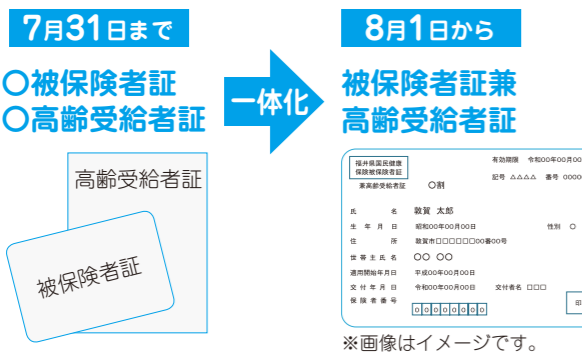 7月31日まで
○被保険者証
○高齢受給者証
高齢受給者証
被保険者証
一体化
8月1日から
被保険者証兼
高齢受給者証
福井県国民健康
保険被保険者証
兼高齢受給者証 ○割
有効期限 令和00年00月00
記号 △△△△ 番号 00000
氏名 敦賀 太郎
生年月日 昭和00年00月00日 性別 ○
住所 敦賀市□□□□□□00番00号
世帯主氏名 ○○ ○○
適用開始年月日 平成00年00月00日
交付年月日 令和00年00月00日 交付者名 □□□
保険者番号 00000000
印
※画像はイメージです。